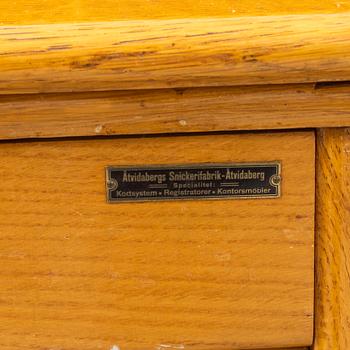 Åtvidabergs Snickerifabrik-Åtvidaberg
Specialitet:
Kortsystem • Registratorer • Kontorsmöbler